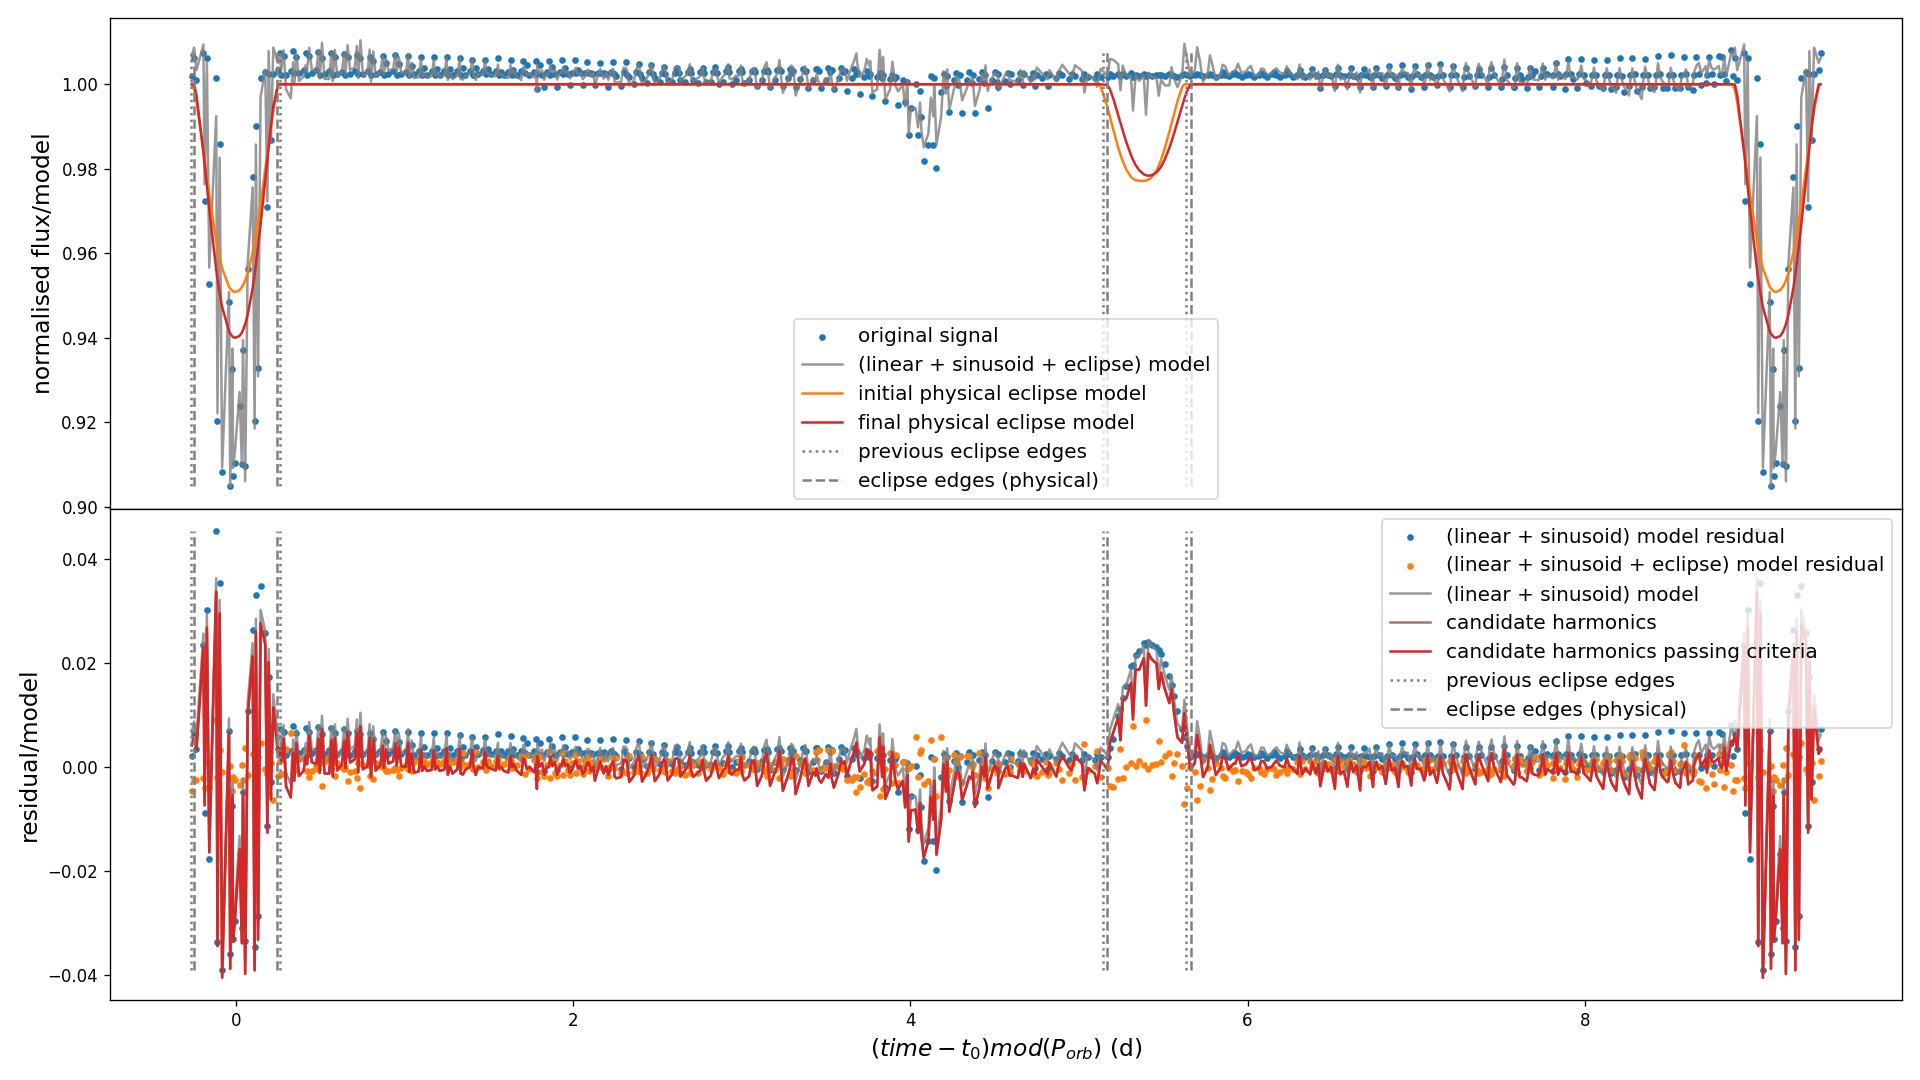 1.00
0.98
0.96
0.94
0.92
0.90
normalised flux/model
original signal
(linear + sinusoid + eclipse) model
initial physical eclipse model
final physical eclipse model
previous eclipse edges
eclipse edges (physical)
0.04
0.02
0.00
−0.02
−0.04
residual/model
(linear + sinusoid) model residual
(linear + sinusoid + eclipse) model residual
(linear + sinusoid) model
candidate harmonics
candidate harmonics passing criteria
previous eclipse edges
eclipse edges (physical)
0 2 4 6 8
(time − t₀)mod(P_orb) (d)